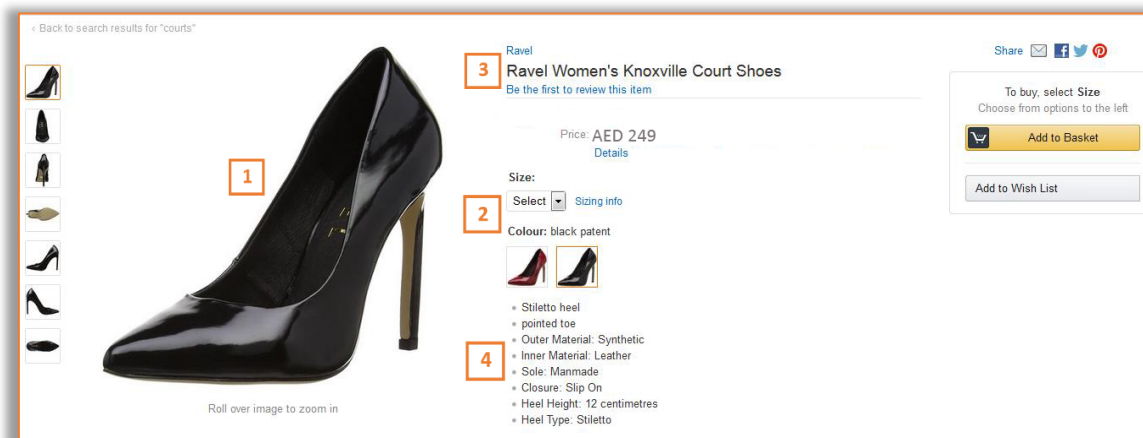 ‹ Back to search results for "courts"
1
Roll over image to zoom in
Ravel
3
Ravel Women's Knoxville Court Shoes
Be the first to review this item
Price: AED 249
Details
Size:
Select
Sizing info
2
Colour: black patent
Stiletto heel
pointed toe
Outer Material: Synthetic
4
Inner Material: Leather
Sole: Manmade
Closure: Slip On
Heel Height: 12 centimetres
Heel Type: Stiletto
Share
To buy, select Size
Choose from options to the left
Add to Basket
Add to Wish List